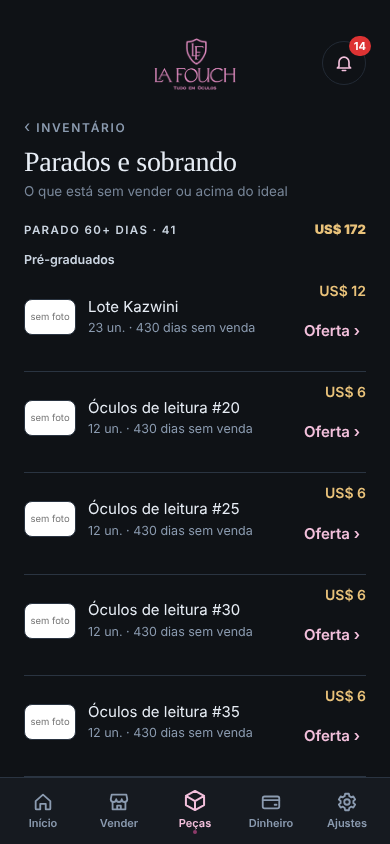 14
LF
LA FOUCH
TUDO EM ÓCULOS
‹ INVENTÁRIO
Parados e sobrando
O que está sem vender ou acima do ideal
PARADO 60+ DIAS · 41
US$ 172
Pré-graduados
sem foto
Lote Kazwini
23 un. · 430 dias sem venda
US$ 12
Oferta ›
sem foto
Óculos de leitura #20
12 un. · 430 dias sem venda
US$ 6
Oferta ›
sem foto
Óculos de leitura #25
12 un. · 430 dias sem venda
US$ 6
Oferta ›
sem foto
Óculos de leitura #30
12 un. · 430 dias sem venda
US$ 6
Oferta ›
sem foto
Óculos de leitura #35
12 un. · 430 dias sem venda
US$ 6
Oferta ›
Início
Vender
Peças
Dinheiro
Ajustes